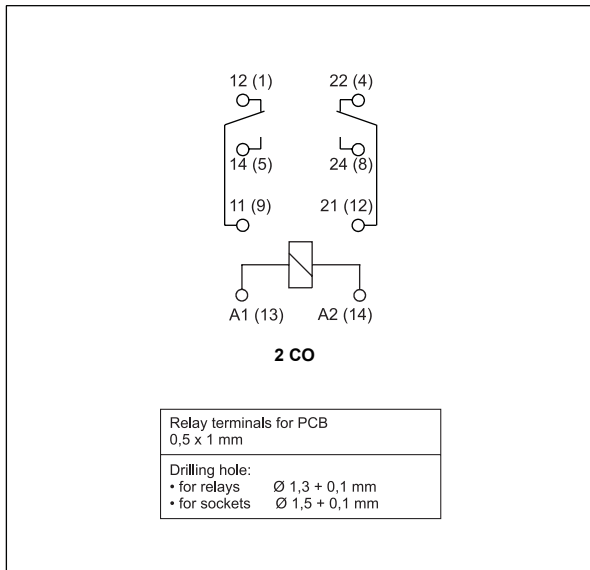 12 (1) 22 (4)
14 (5) 24 (8)
11 (9) 21 (12)
A1 (13) A2 (14)
2 CO
Relay terminals for PCB
0,5 x 1 mm
Drilling hole:
• for relays Ø 1,3 + 0,1 mm
• for sockets Ø 1,5 + 0,1 mm